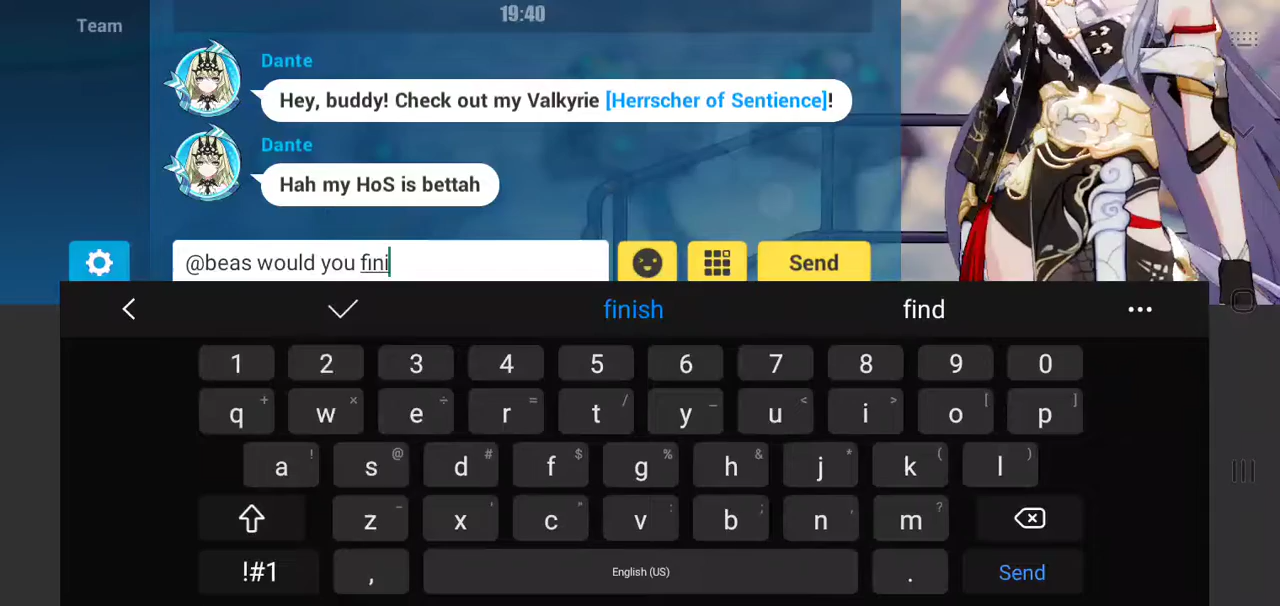 Team
19:40
Dante
Hey, buddy! Check out my Valkyrie [Herrscher of Sentience]!
Dante
Hah my HoS is bettah
@beas would you fini
Send
finish find
1 2 3 4 5 6 7 8 9 0
+ × ÷ = / _ < > [ ]
q w e r t y u i o p
! @ # $ % & * ( )
a s d f g h j k l
- ' " : ; , ?
z x c v b n m
!#1 , English (US) . Send